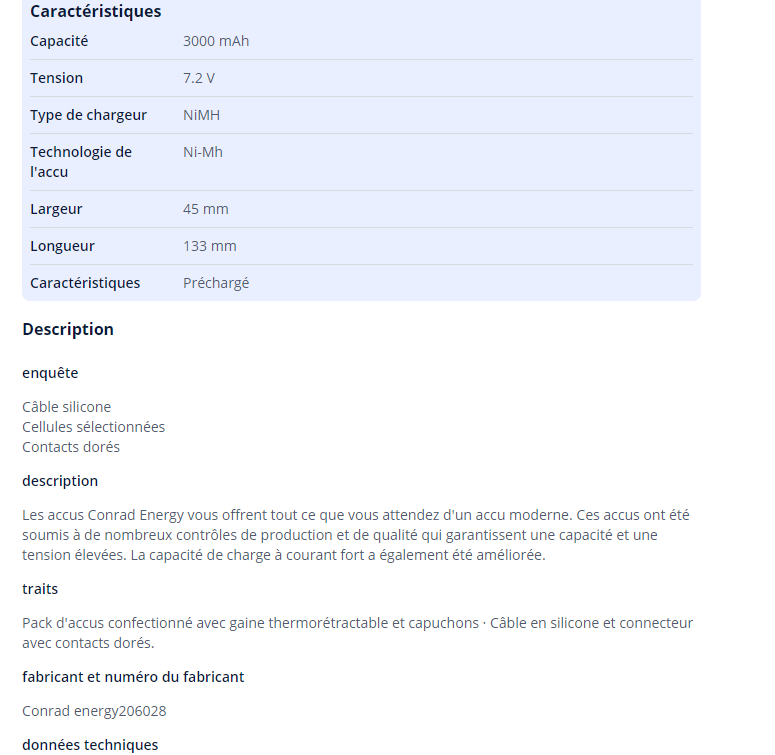 Caractéristiques
Capacité 3000 mAh
Tension 7.2 V
Type de chargeur NiMH
Technologie de l'accu Ni-Mh
Largeur 45 mm
Longueur 133 mm
Caractéristiques Préchargé
Description
enquête
Câble silicone
Cellules sélectionnées
Contacts dorés
description
Les accus Conrad Energy vous offrent tout ce que vous attendez d'un accu moderne. Ces accus ont été
soumis à de nombreux contrôles de production et de qualité qui garantissent une capacité et une
tension élevées. La capacité de charge à courant fort a également été améliorée.
traits
Pack d'accus confectionné avec gaine thermorétractable et capuchons · Câble en silicone et connecteur
avec contacts dorés.
fabricant et numéro du fabricant
Conrad energy206028
données techniques